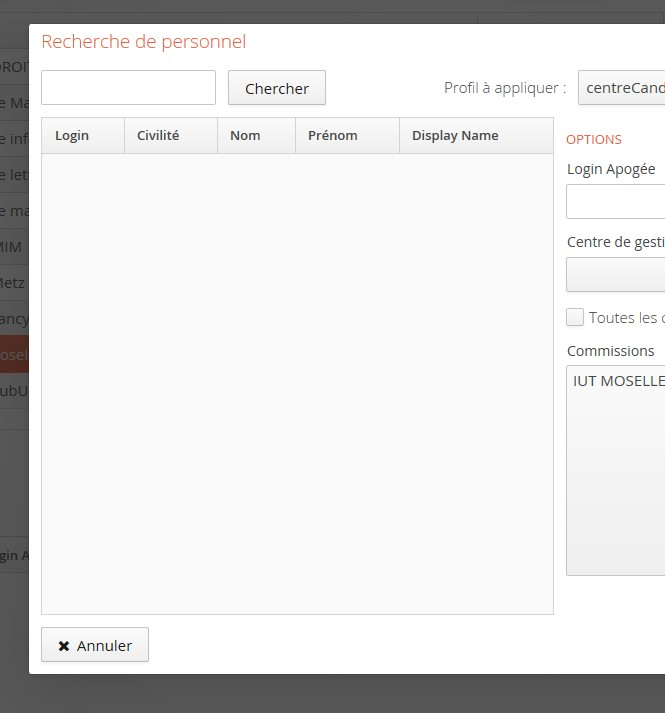 Recherche de personnel
Chercher
Profil à appliquer :
centreCand
Login
Civilité
Nom
Prénom
Display Name
OPTIONS
Login Apogée
Centre de gesti
Toutes les c
Commissions
IUT MOSELLE
✖ Annuler
DROI
e Ma
e inf
e let
e ma
MIM
Metz
ancy
osel
ubU
gin A